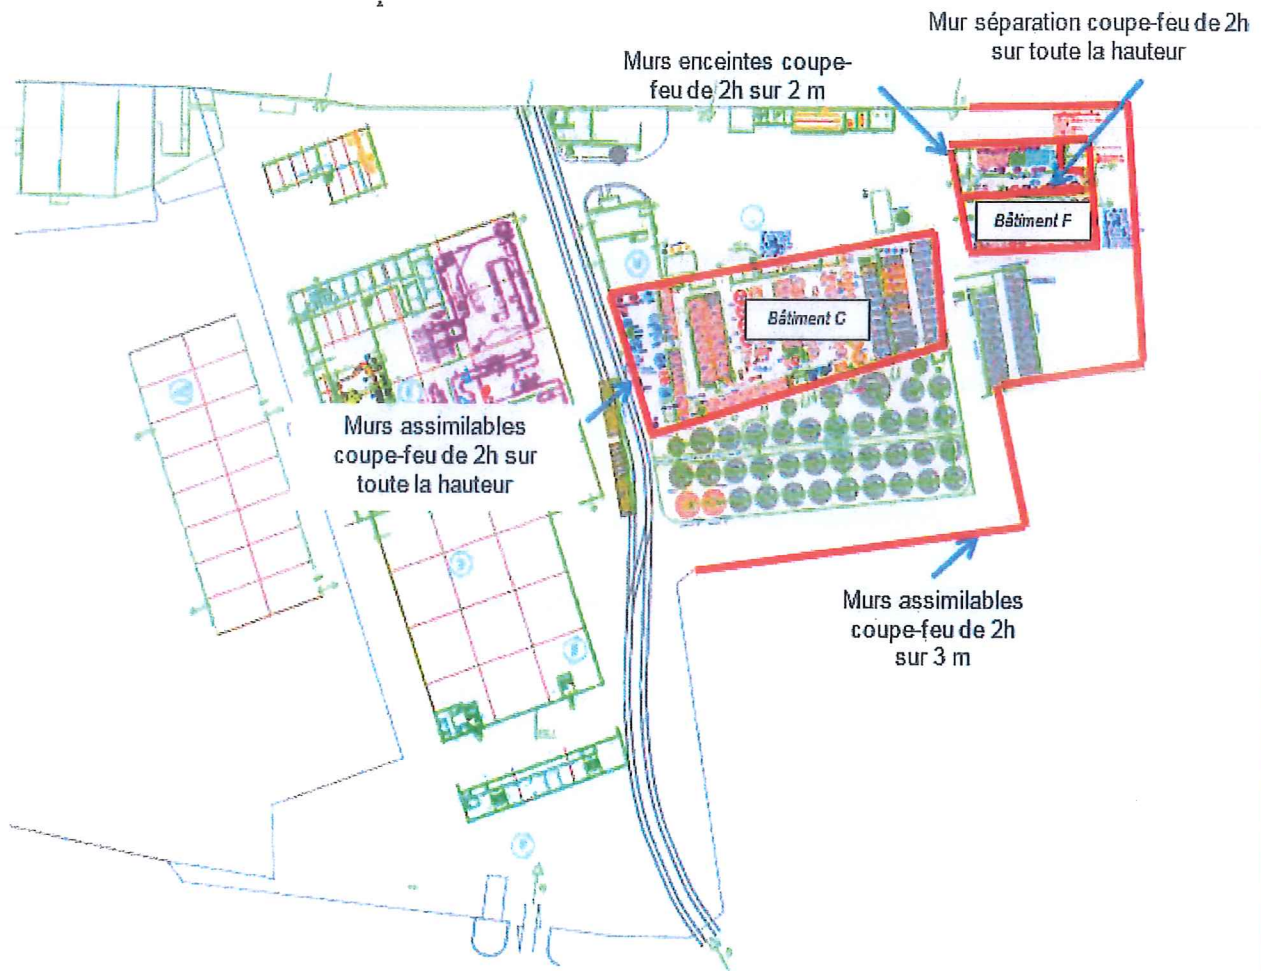 Mur séparation coupe-feu de 2h
sur toute la hauteur
Murs enceintes coupe-
feu de 2h sur 2 m
Bâtiment F
Bâtiment C
Murs assimilables
coupe-feu de 2h sur
toute la hauteur
Murs assimilables
coupe-feu de 2h
sur 3 m